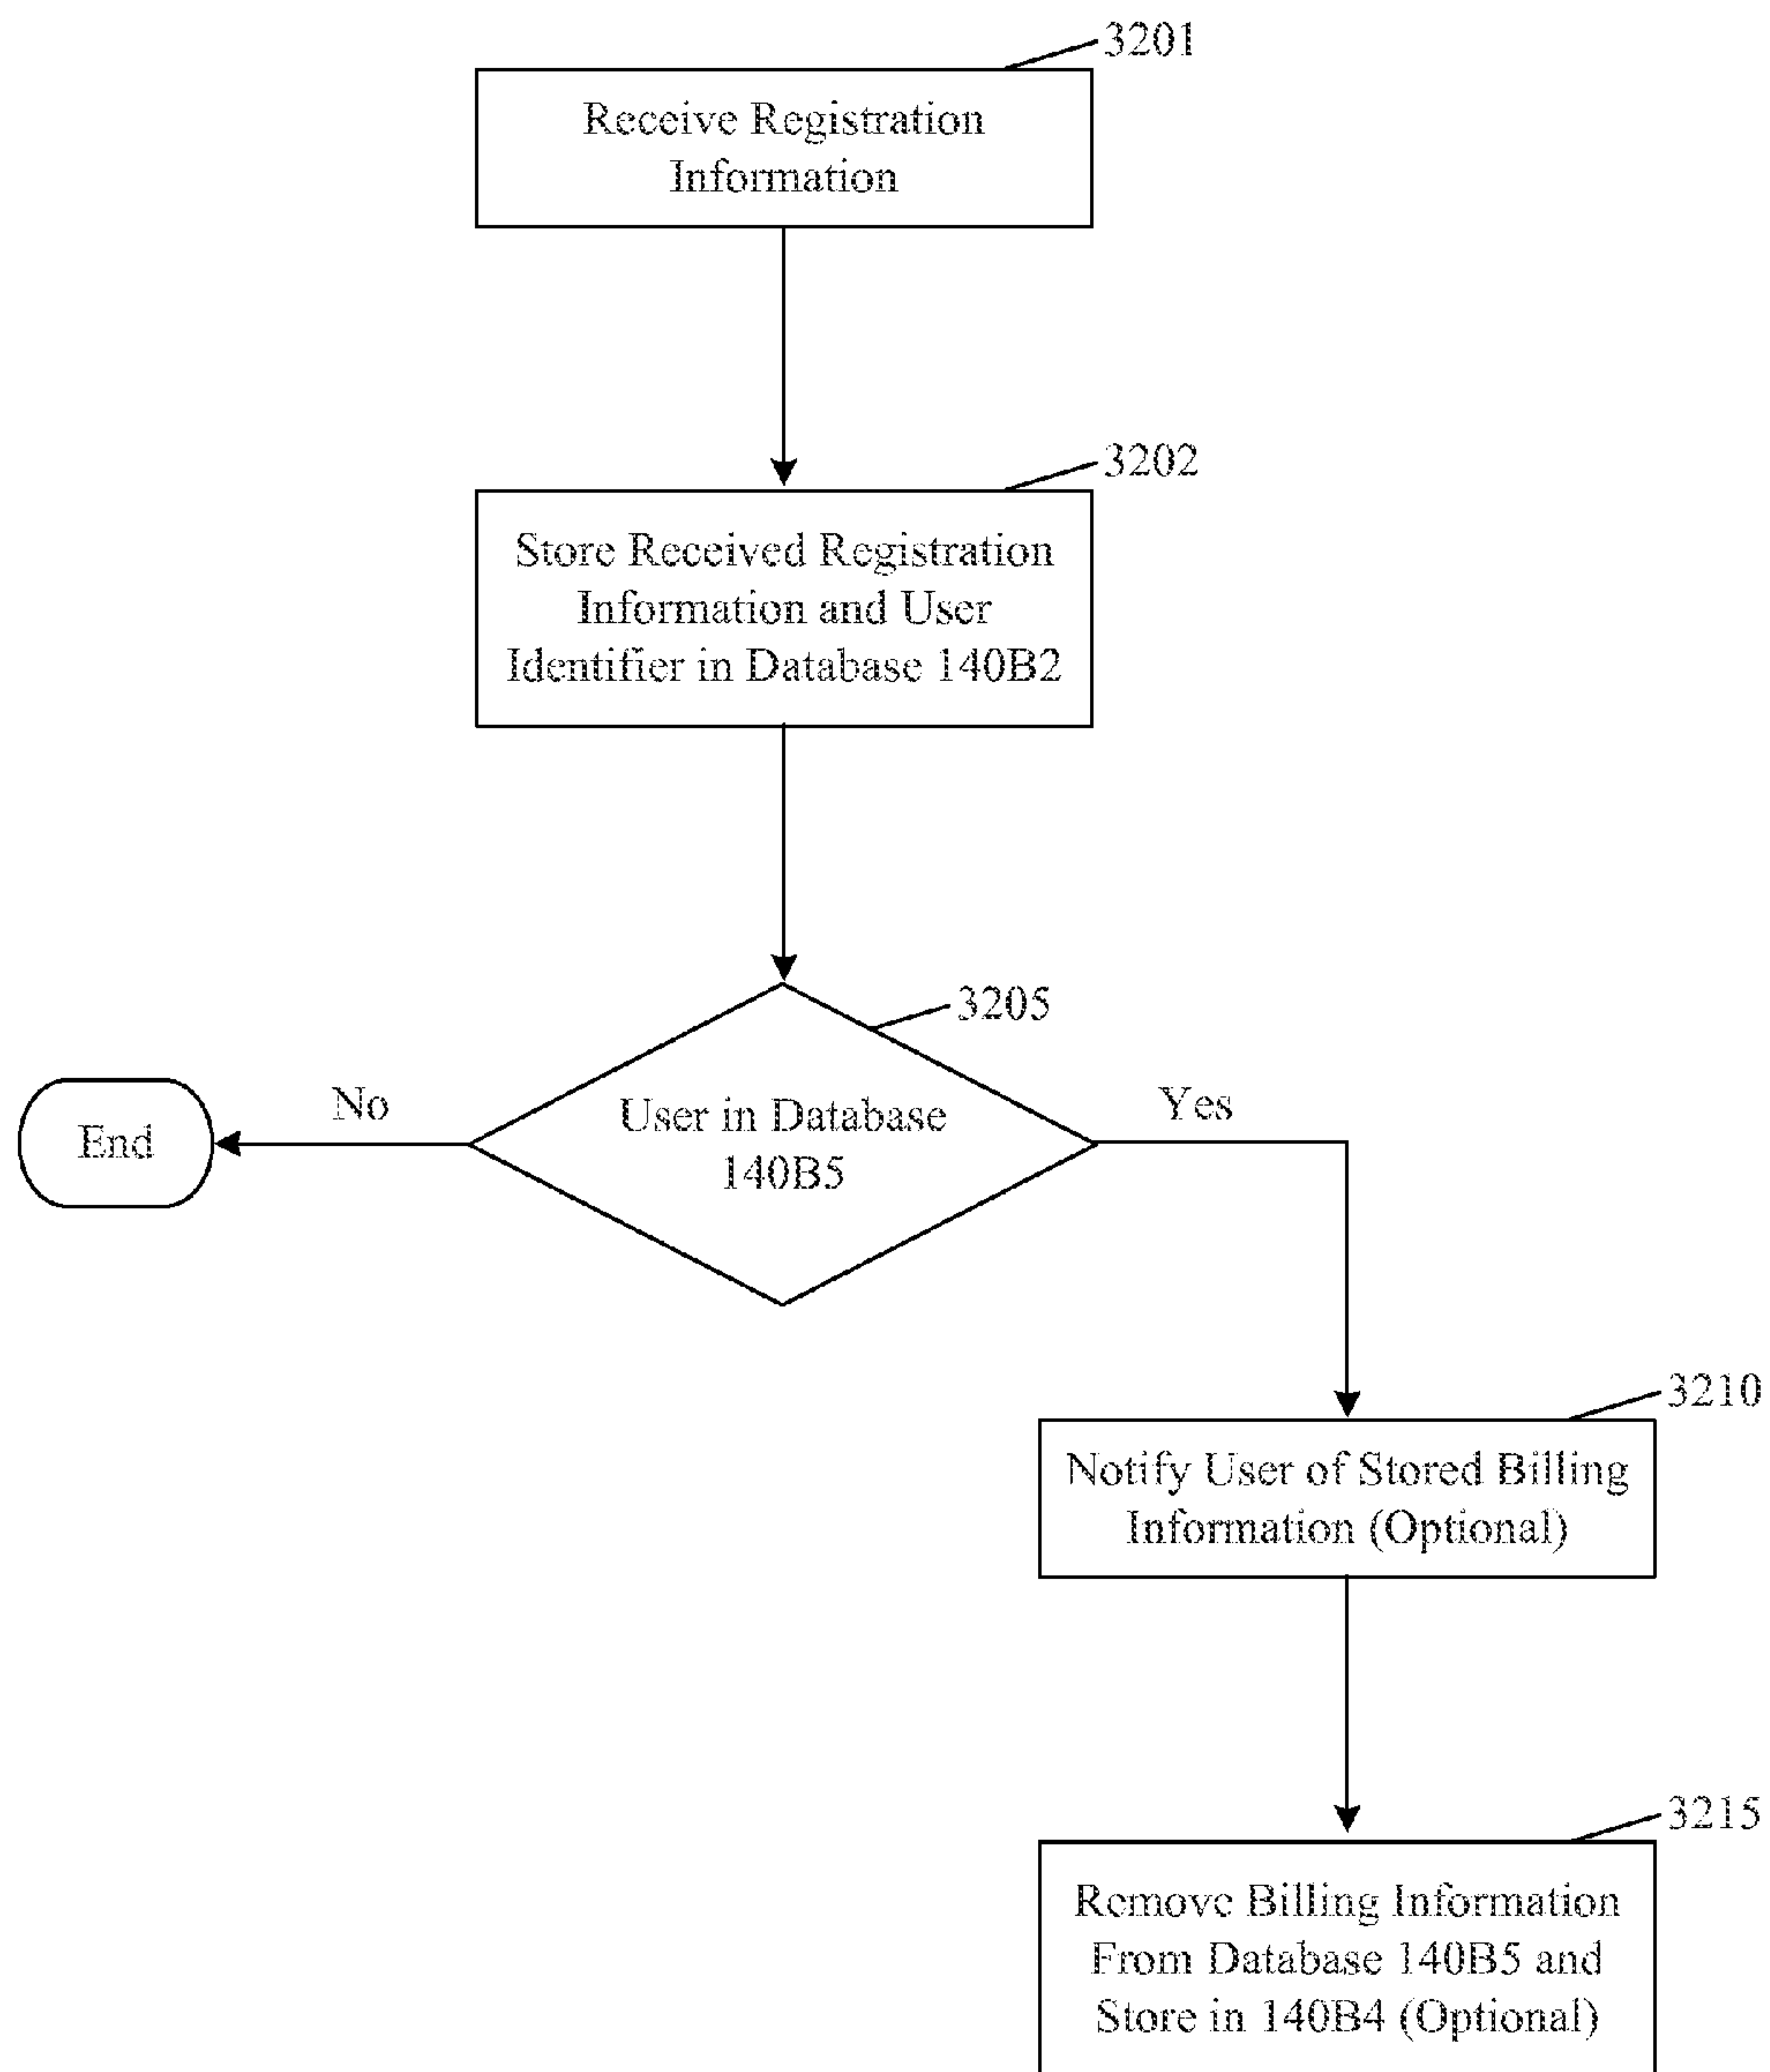 3201
Receive Registration
Information
3202
Store Received Registration
Information and User
Identifier in Database 140B2
3205
User in Database
140B5
No
Yes
End
3210
Notify User of Stored Billing
Information (Optional)
3215
Remove Billing Information
From Database 140B5 and
Store in 140B4 (Optional)